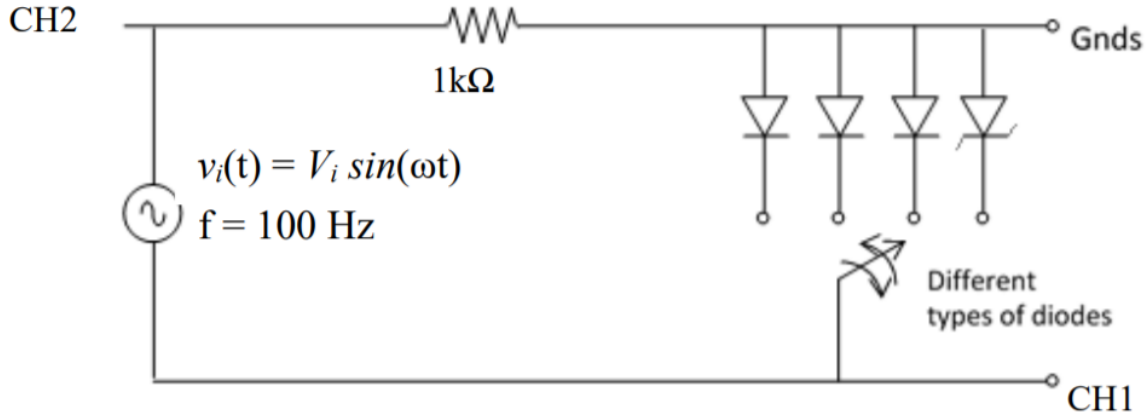 CH2
Gnds
1kΩ
vi(t) = Vi sin(ωt)
f = 100 Hz
Different
types of diodes
CH1